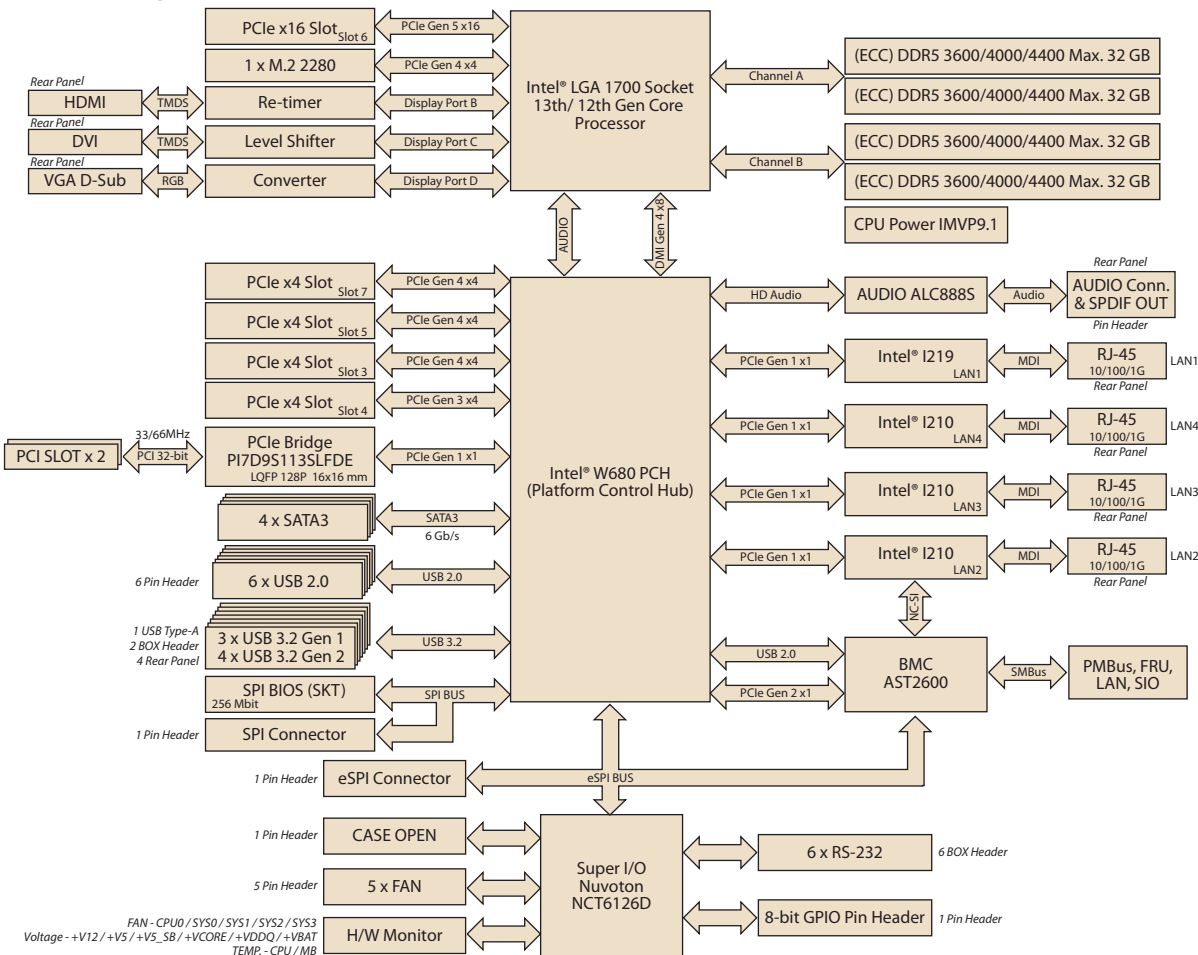 PCIe x16 Slot Slot 6
PCIe Gen 5 x16
1 x M.2 2280
PCIe Gen 4 x4
Rear Panel
HDMI
TMDS
Re-timer
Display Port B
Rear Panel
DVI
TMDS
Level Shifter
Display Port C
Rear Panel
VGA D-Sub
RGB
Converter
Display Port D
Intel® LGA 1700 Socket
13th/ 12th Gen Core
Processor
Channel A
(ECC) DDR5 3600/4000/4400 Max. 32 GB
(ECC) DDR5 3600/4000/4400 Max. 32 GB
Channel B
(ECC) DDR5 3600/4000/4400 Max. 32 GB
(ECC) DDR5 3600/4000/4400 Max. 32 GB
CPU Power IMVP9.1
AUDIO
DMI Gen 4 x8
PCIe x4 Slot Slot 7
PCIe Gen 4 x4
PCIe x4 Slot Slot 5
PCIe Gen 4 x4
PCIe x4 Slot Slot 3
PCIe Gen 4 x4
PCIe x4 Slot Slot 4
PCIe Gen 3 x4
PCI SLOT x 2
33/66MHz
PCI 32-bit
PCIe Bridge
PI7D9S113SLFDE
LQFP 128P 16x16 mm
PCIe Gen 1 x1
4 x SATA3
SATA3
6 Gb/s
6 Pin Header
6 x USB 2.0
USB 2.0
1 USB Type-A
2 BOX Header
4 Rear Panel
3 x USB 3.2 Gen 1
4 x USB 3.2 Gen 2
USB 3.2
SPI BIOS (SKT)
256 Mbit
SPI BUS
1 Pin Header
SPI Connector
Intel® W680 PCH
(Platform Control Hub)
HD Audio
AUDIO ALC888S
Audio
Rear Panel
AUDIO Conn.
& SPDIF OUT
Pin Header
PCIe Gen 1 x1
Intel® I219
LAN1
MDI
RJ-45
10/100/1G
LAN1
Rear Panel
PCIe Gen 1 x1
Intel® I210
LAN4
MDI
RJ-45
10/100/1G
LAN4
Rear Panel
PCIe Gen 1 x1
Intel® I210
LAN3
MDI
RJ-45
10/100/1G
LAN3
Rear Panel
PCIe Gen 1 x1
Intel® I210
LAN2
MDI
RJ-45
10/100/1G
LAN2
Rear Panel
NC-SI
USB 2.0
PCIe Gen 2 x1
BMC
AST2600
SMBus
PMBus, FRU,
LAN, SIO
1 Pin Header
eSPI Connector
eSPI BUS
1 Pin Header
CASE OPEN
5 Pin Header
5 x FAN
FAN - CPU0 / SYS0 / SYS1 / SYS2 / SYS3
Voltage - +V12 / +V5 / +V5_SB / +VCORE / +VDDQ / +VBAT
TEMP. - CPU / MB
H/W Monitor
Super I/O
Nuvoton
NCT6126D
6 x RS-232
6 BOX Header
8-bit GPIO Pin Header
1 Pin Header